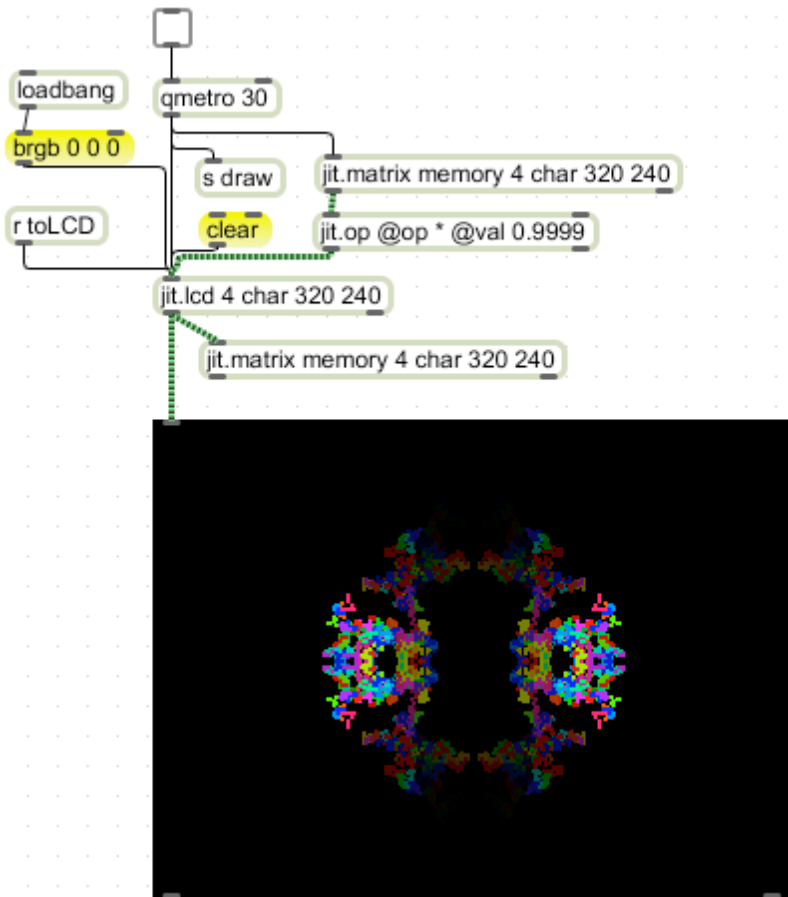 loadbang
qmetro 30
brgb 0 0 0
s draw
jit.matrix memory 4 char 320 240
r toLCD
clear
jit.op @op * @val 0.9999
jit.lcd 4 char 320 240
jit.matrix memory 4 char 320 240